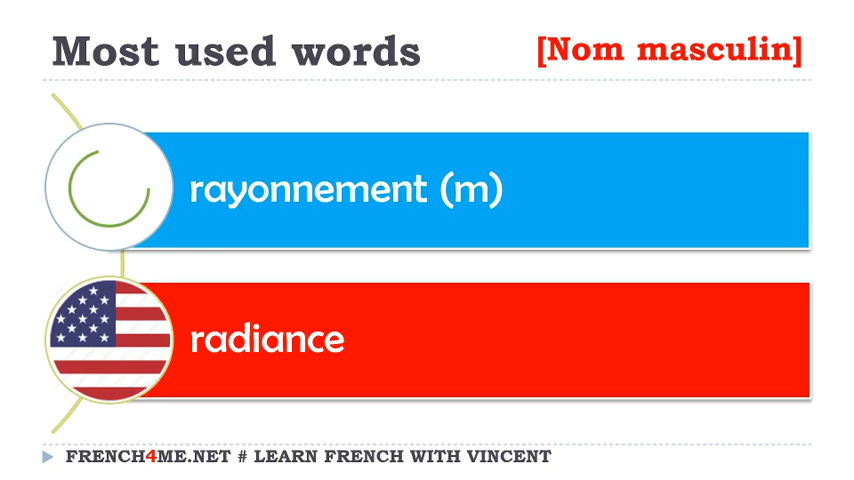 Most used words
[Nom masculin]
rayonnement (m)
radiance
FRENCH4ME.NET # LEARN FRENCH WITH VINCENT